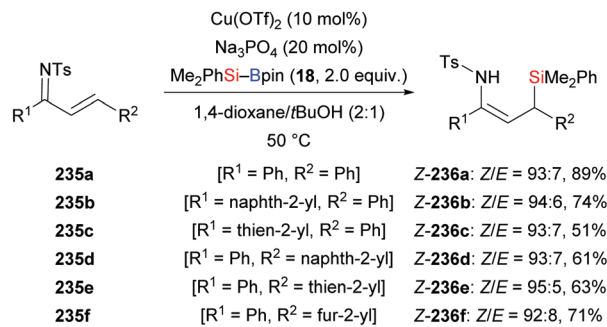 Cu(OTf)2 (10 mol%)
Na3PO4 (20 mol%)
Me2PhSi–Bpin (18, 2.0 equiv.)
1,4-dioxane/tBuOH (2:1)
50 °C
NTs
R1
R2
Ts
NH
SiMe2Ph
R1
R2
235a [R1 = Ph, R2 = Ph] Z-236a: Z/E = 93:7, 89%
235b [R1 = naphth-2-yl, R2 = Ph] Z-236b: Z/E = 94:6, 74%
235c [R1 = thien-2-yl, R2 = Ph] Z-236c: Z/E = 93:7, 51%
235d [R1 = Ph, R2 = naphth-2-yl] Z-236d: Z/E = 93:7, 61%
235e [R1 = Ph, R2 = thien-2-yl] Z-236e: Z/E = 95:5, 63%
235f [R1 = Ph, R2 = fur-2-yl] Z-236f: Z/E = 92:8, 71%